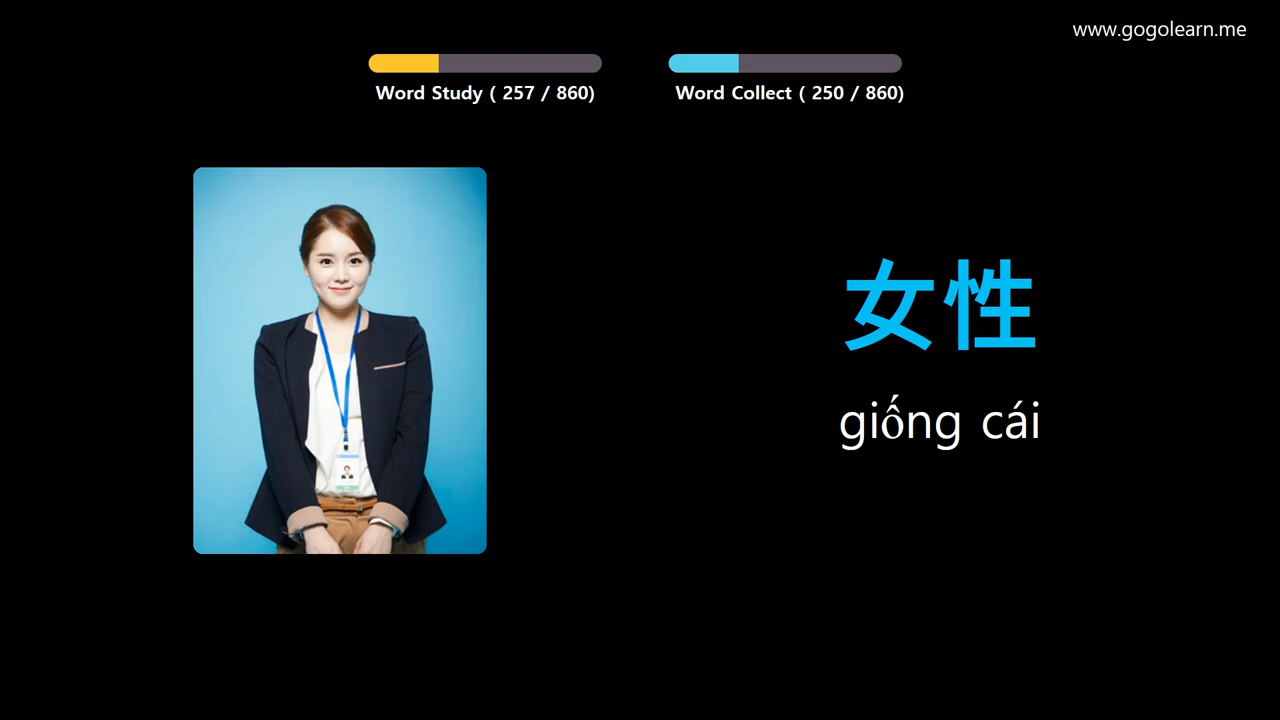 www.gogolearn.me
Word Study ( 257 / 860)
Word Collect ( 250 / 860)
女性
giống cái